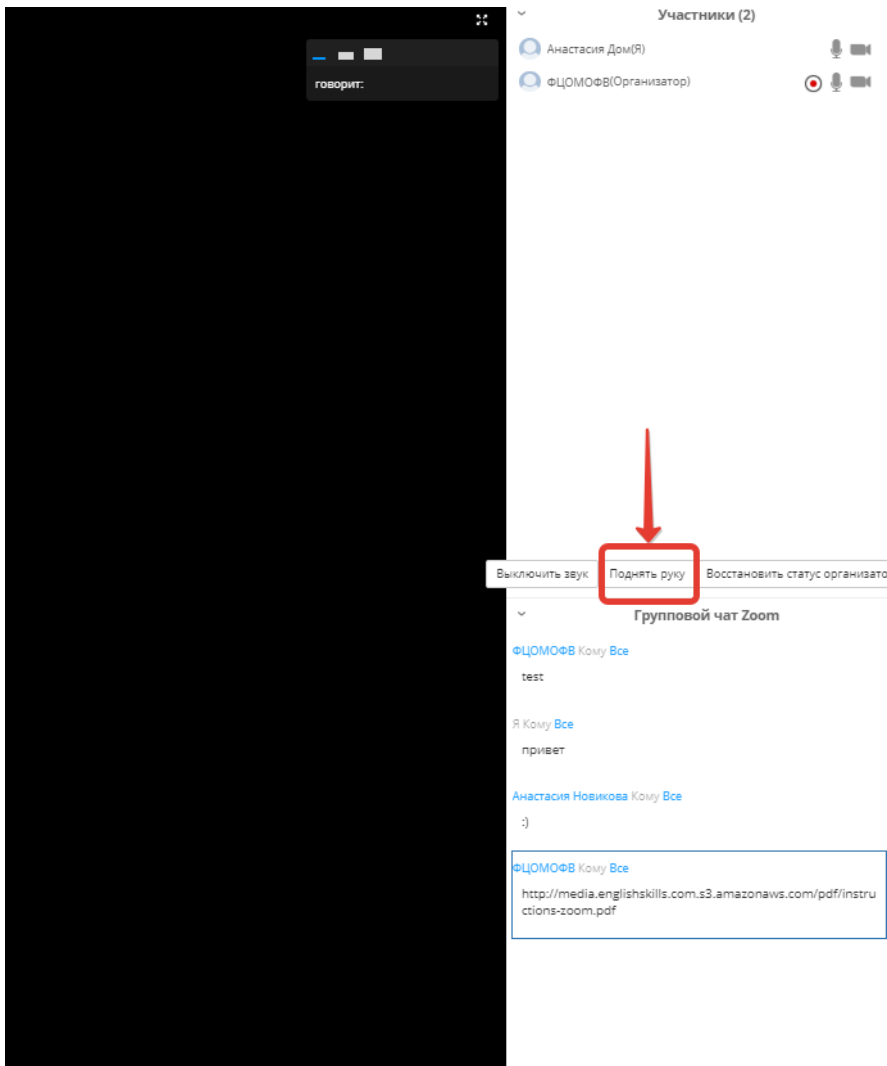 Участники (2)
говорит:
Анастасия Дом(Я)
ФЦОМОФВ(Организатор)
Выключить звук
Поднять руку
Восстановить статус организато
Групповой чат Zoom
ФЦОМОФВ Кому Все
test
Я Кому Все
привет
Анастасия Новикова Кому Все
:)
ФЦОМОФВ Кому Все
http://media.englishskills.com.s3.amazonaws.com/pdf/instru
ctions-zoom.pdf